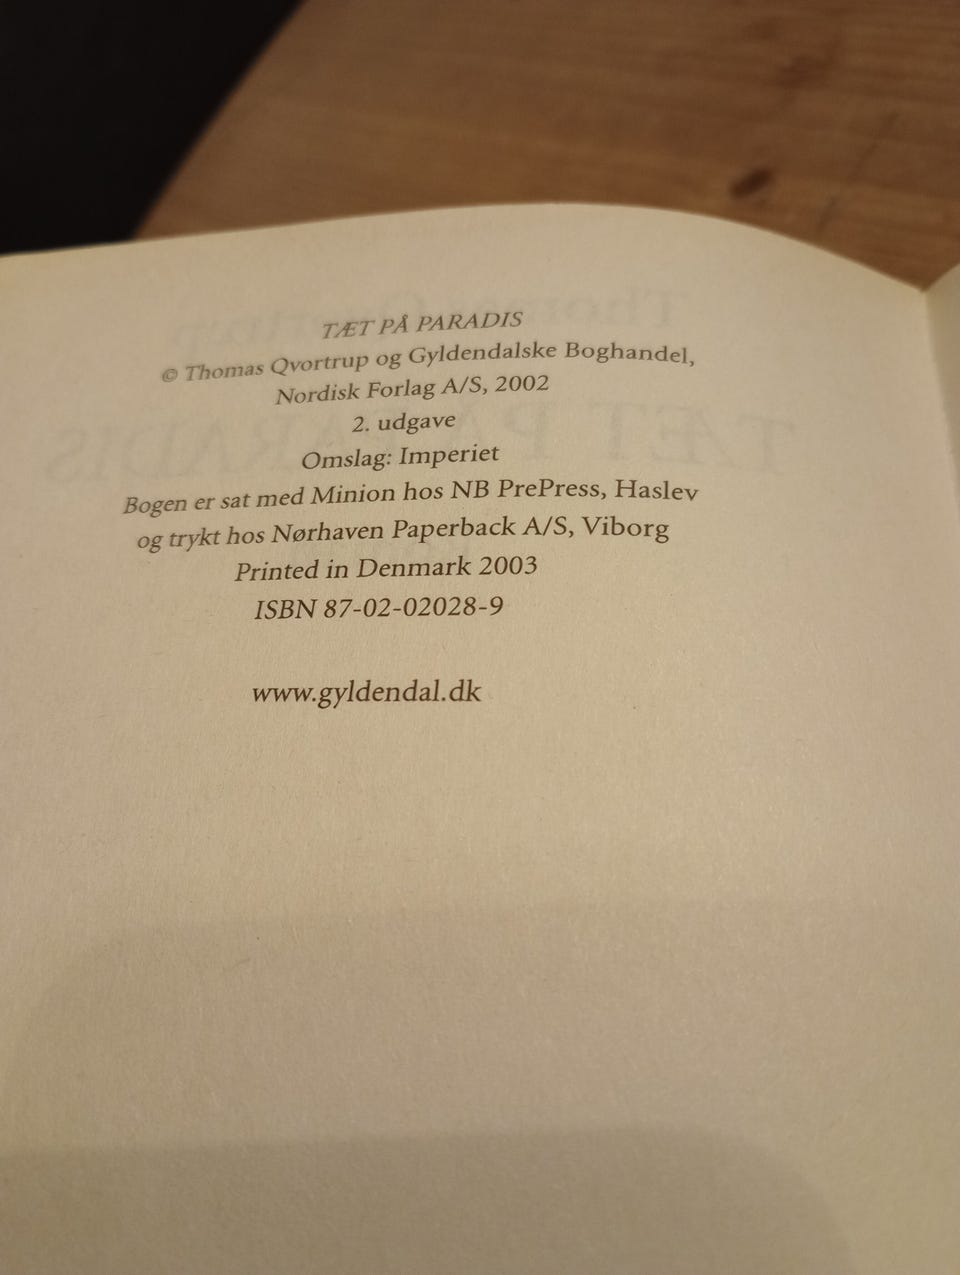 TÆT PÅ PARADIS
© Thomas Qvortrup og Gyldendalske Boghandel,
Nordisk Forlag A/S, 2002
2. udgave
Omslag: Imperiet
Bogen er sat med Minion hos NB PrePress, Haslev
og trykt hos Nørhaven Paperback A/S, Viborg
Printed in Denmark 2003
ISBN 87-02-02028-9
www.gyldendal.dk